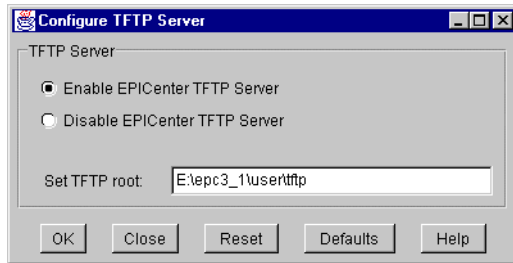 Configure TFTP Server
TFTP Server
Enable EPICenter TFTP Server
Disable EPICenter TFTP Server
Set TFTP root: E:\epc3_1\user\tftp
OK Close Reset Defaults Help